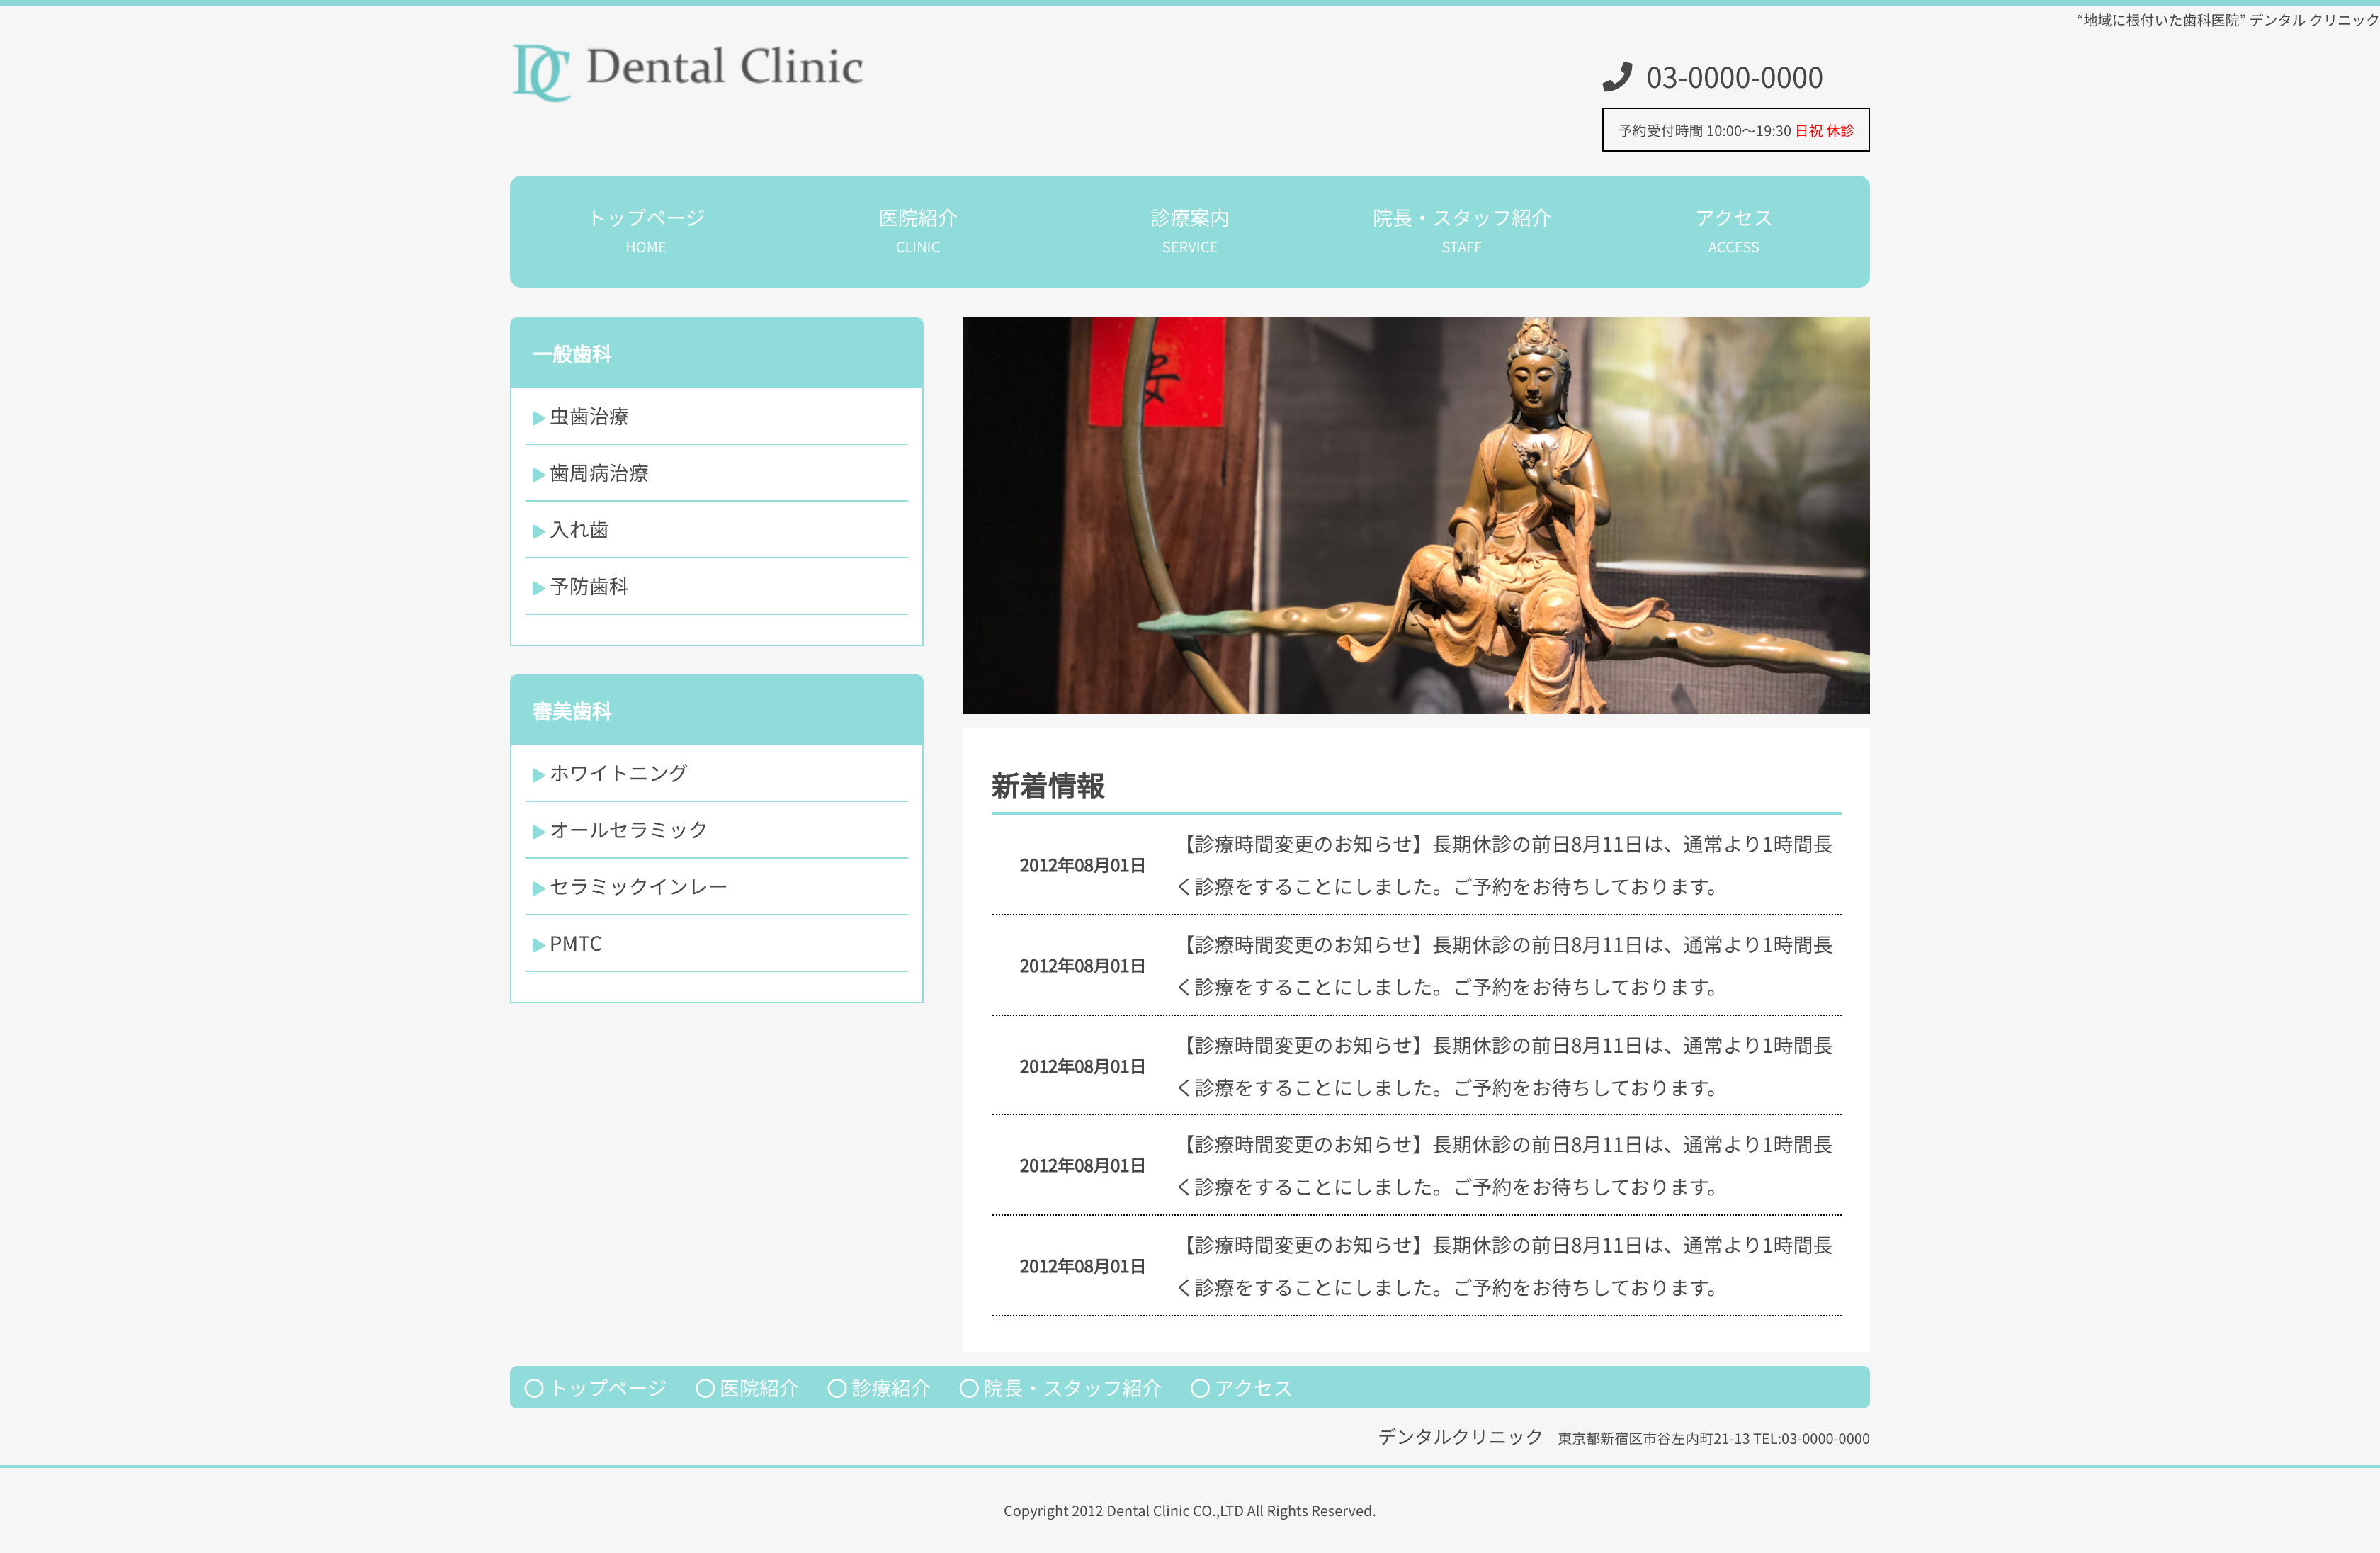 “地域に根付いた歯科医院” デンタル クリニック
DC Dental Clinic
03-0000-0000
予約受付時間 10:00～19:30 日祝 休診
トップページ
HOME
医院紹介
CLINIC
診療案内
SERVICE
院長・スタッフ紹介
STAFF
アクセス
ACCESS
一般歯科
虫歯治療
歯周病治療
入れ歯
予防歯科
審美歯科
ホワイトニング
オールセラミック
セラミックインレー
PMTC
新着情報
2012年08月01日
【診療時間変更のお知らせ】長期休診の前日8月11日は、通常より1時間長
く診療をすることにしました。ご予約をお待ちしております。
2012年08月01日
【診療時間変更のお知らせ】長期休診の前日8月11日は、通常より1時間長
く診療をすることにしました。ご予約をお待ちしております。
2012年08月01日
【診療時間変更のお知らせ】長期休診の前日8月11日は、通常より1時間長
く診療をすることにしました。ご予約をお待ちしております。
2012年08月01日
【診療時間変更のお知らせ】長期休診の前日8月11日は、通常より1時間長
く診療をすることにしました。ご予約をお待ちしております。
2012年08月01日
【診療時間変更のお知らせ】長期休診の前日8月11日は、通常より1時間長
く診療をすることにしました。ご予約をお待ちしております。
トップページ 医院紹介 診療紹介 院長・スタッフ紹介 アクセス
デンタルクリニック 東京都新宿区市谷左内町21-13 TEL:03-0000-0000
Copyright 2012 Dental Clinic CO.,LTD All Rights Reserved.